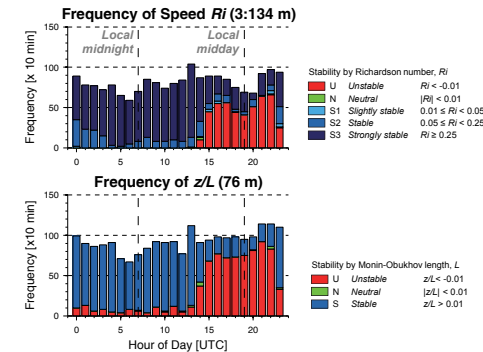 Frequency of Speed Ri (3:134 m)
150
100
50
0
Frequency [x 10 min]
Local
midnight
Local
midday
0 5 10 15 20
Stability by Richardson number, Ri
U Unstable Ri < -0.01
N Neutral |Ri| < 0.01
S1 Slightly stable 0.01 ≤ Ri < 0.05
S2 Stable 0.05 ≤ Ri < 0.25
S3 Strongly stable Ri ≥ 0.25
Frequency of z/L (76 m)
150
100
50
0
Frequency [x10 min]
0 5 10 15 20
Hour of Day [UTC]
Stability by Monin-Obukhov length, L
U Unstable z/L< -0.01
N Neutral |z/L| < 0.01
S Stable z/L > 0.01